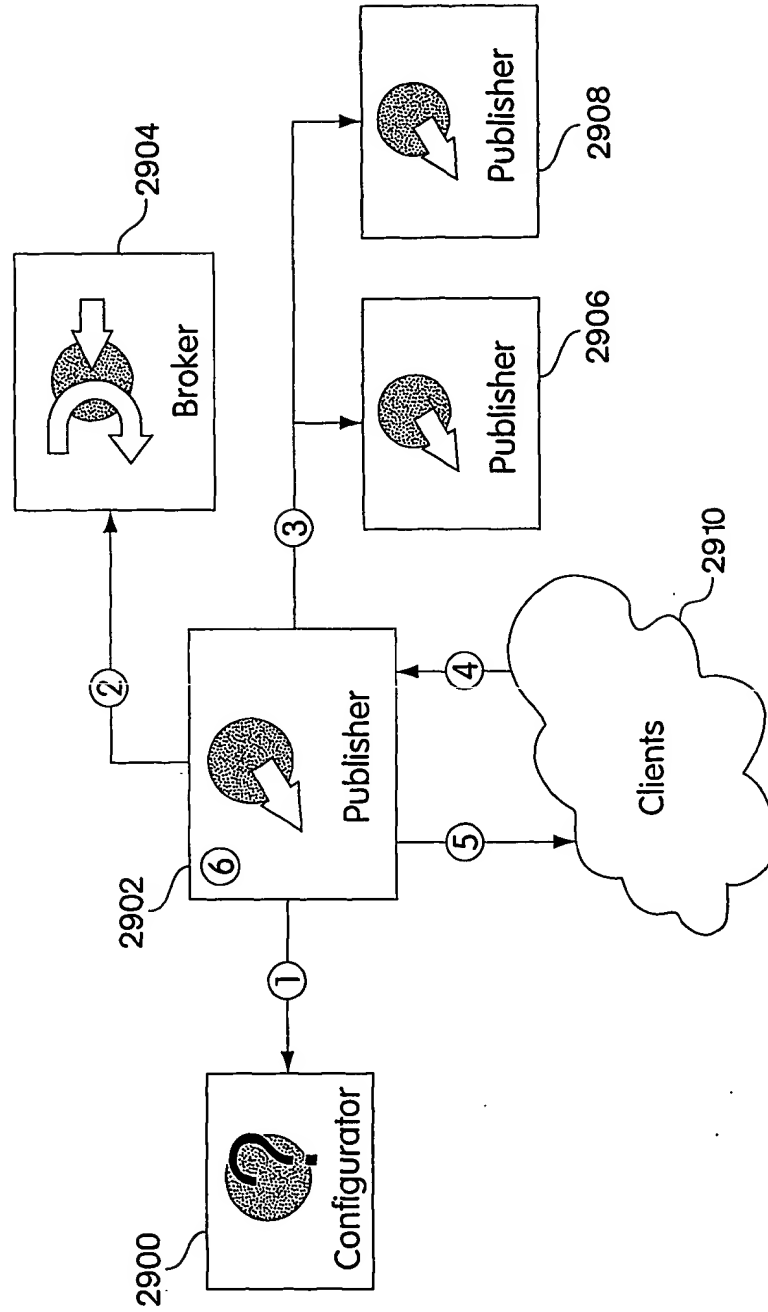 2904
Broker
②
2902
⑥
Publisher
③
Publisher
2906
Publisher
2908
①
2900
Configurator
④
⑤
Clients
2910